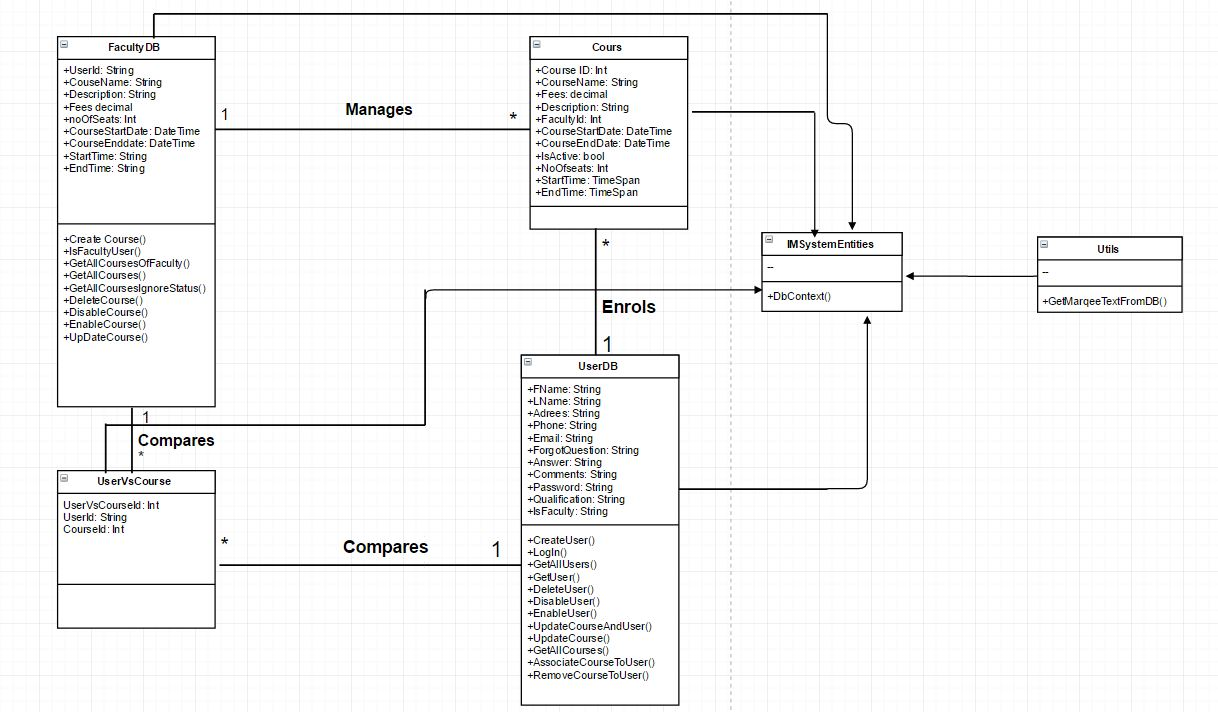 FacultyDB
+UserId: String
+CouseName: String
+Description: String
+Fees decimal
+noOfSeats: Int
+CourseStartDate: DateTime
+CourseEnddate: DateTime
+StartTime: String
+EndTime: String
+Create Course()
+IsFacultyUser()
+GetAllCoursesOfFaculty()
+GetAllCourses()
+GetAllCoursesIgnoreStatus()
+DeleteCourse()
+DisableCourse()
+EnableCourse()
+UpDateCourse()
1
Manages
*
Cours
+Course ID: Int
+CourseName: String
+Fees: decimal
+Description: String
+FacultyId: Int
+CourseStartDate: DateTime
+CourseEndDate: DateTime
+IsActive: bool
+NoOfseats: Int
+StartTime: TimeSpan
+EndTime: TimeSpan
*
Enrols
1
IMSystemEntities
--
+DbContext()
Utils
--
+GetMarqeeTextFromDB()
1
Compares
*
UserVsCourse
UserVsCourseId: Int
UserId: String
CourseId: Int
*
Compares
1
UserDB
+FName: String
+LName: String
+Adrees: String
+Phone: String
+Email: String
+ForgotQuestion: String
+Answer: String
+Comments: String
+Password: String
+Qualification: String
+IsFaculty: String
+CreateUser()
+LogIn()
+GetAllUsers()
+GetUser()
+DeleteUser()
+DisableUser()
+EnableUser()
+UpdateCourseAndUser()
+UpdateCourse()
+GetAllCourses()
+AssociateCourseToUser()
+RemoveCourseToUser()